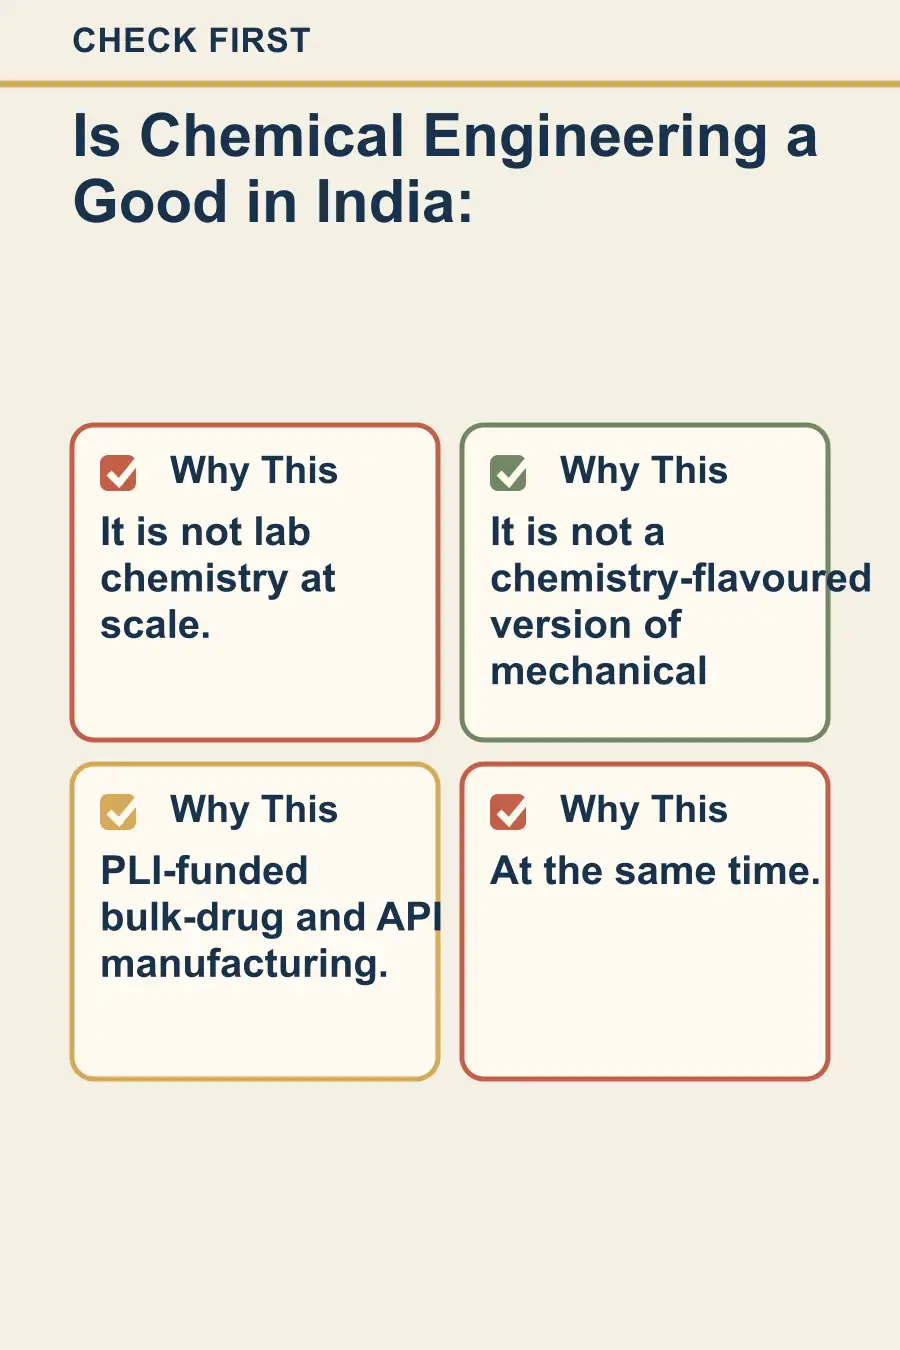 CHECK FIRST
Is Chemical Engineering a
Good in India:
Why This
It is not lab
chemistry at
scale.
Why This
It is not a
chemistry-flavoured
version of
mechanical
Why This
PLI-funded
bulk-drug and API
manufacturing.
Why This
At the same time.